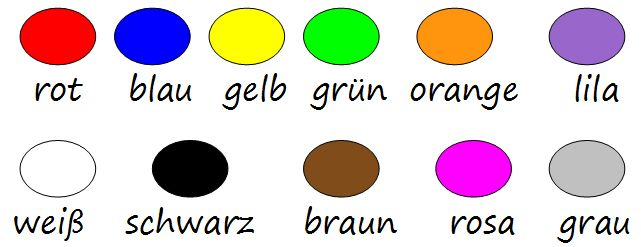 rot blau gelb grün orange lila
weiß schwarz braun rosa grau